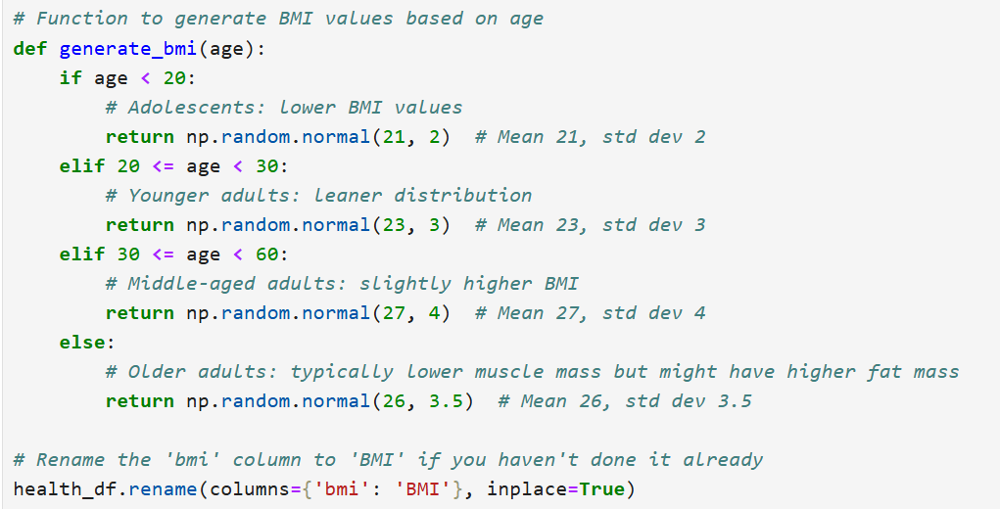 # Function to generate BMI values based on age
def generate_bmi(age):
    if age < 20:
        # Adolescents: lower BMI values
        return np.random.normal(21, 2)  # Mean 21, std dev 2
    elif 20 <= age < 30:
        # Younger adults: leaner distribution
        return np.random.normal(23, 3)  # Mean 23, std dev 3
    elif 30 <= age < 60:
        # Middle-aged adults: slightly higher BMI
        return np.random.normal(27, 4)  # Mean 27, std dev 4
    else:
        # Older adults: typically lower muscle mass but might have higher fat mass
        return np.random.normal(26, 3.5)  # Mean 26, std dev 3.5

# Rename the 'bmi' column to 'BMI' if you haven't done it already
health_df.rename(columns={'bmi': 'BMI'}, inplace=True)